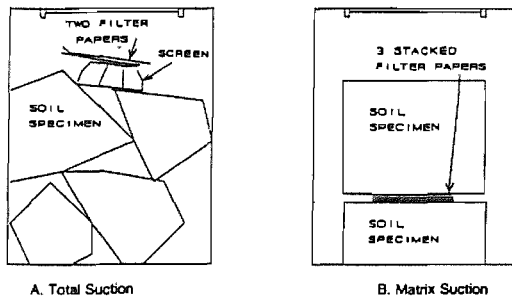 TWO FILTER
PAPERS
SCREEN
SOIL
SPECIMEN
A. Total Suction
3 STACKED
FILTER PAPERS
SOIL
SPECIMEN
SOIL
SPECIMEN
B. Matrix Suction